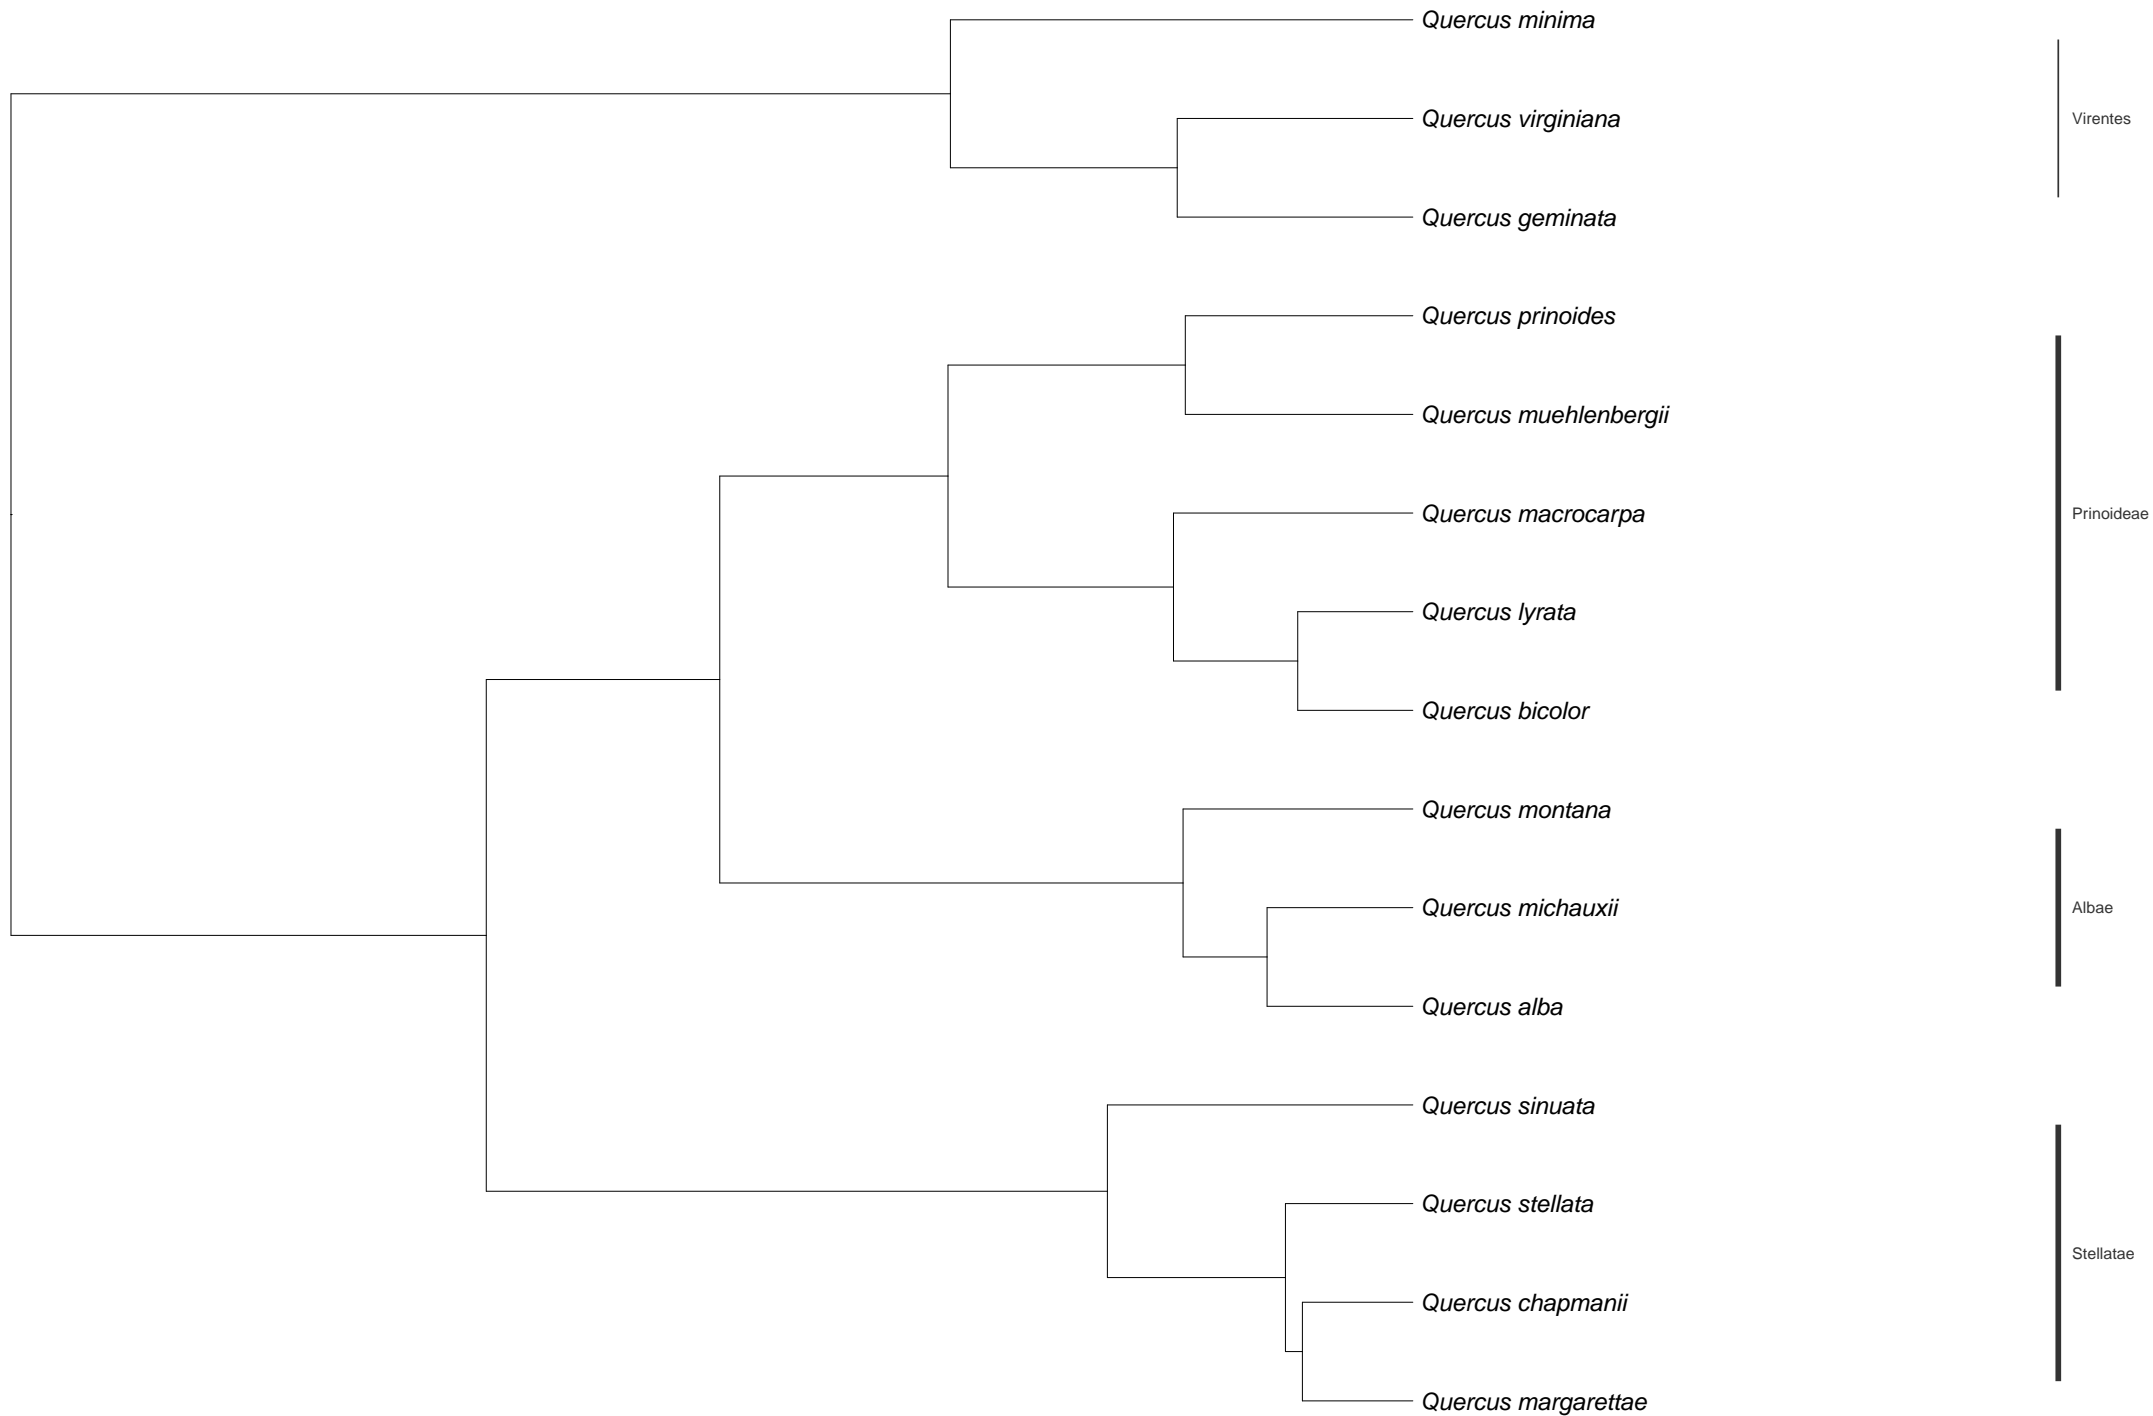 Quercus minima
Quercus virginiana
Virentes
Quercus geminata
Quercus prinoides
Quercus muehlenbergii
Quercus macrocarpa
Prinoideae
Quercus lyrata
Quercus bicolor
Quercus montana
Quercus michauxii
Albae
Quercus alba
Quercus sinuata
Quercus stellata
Stellatae
Quercus chapmanii
Quercus margarettae